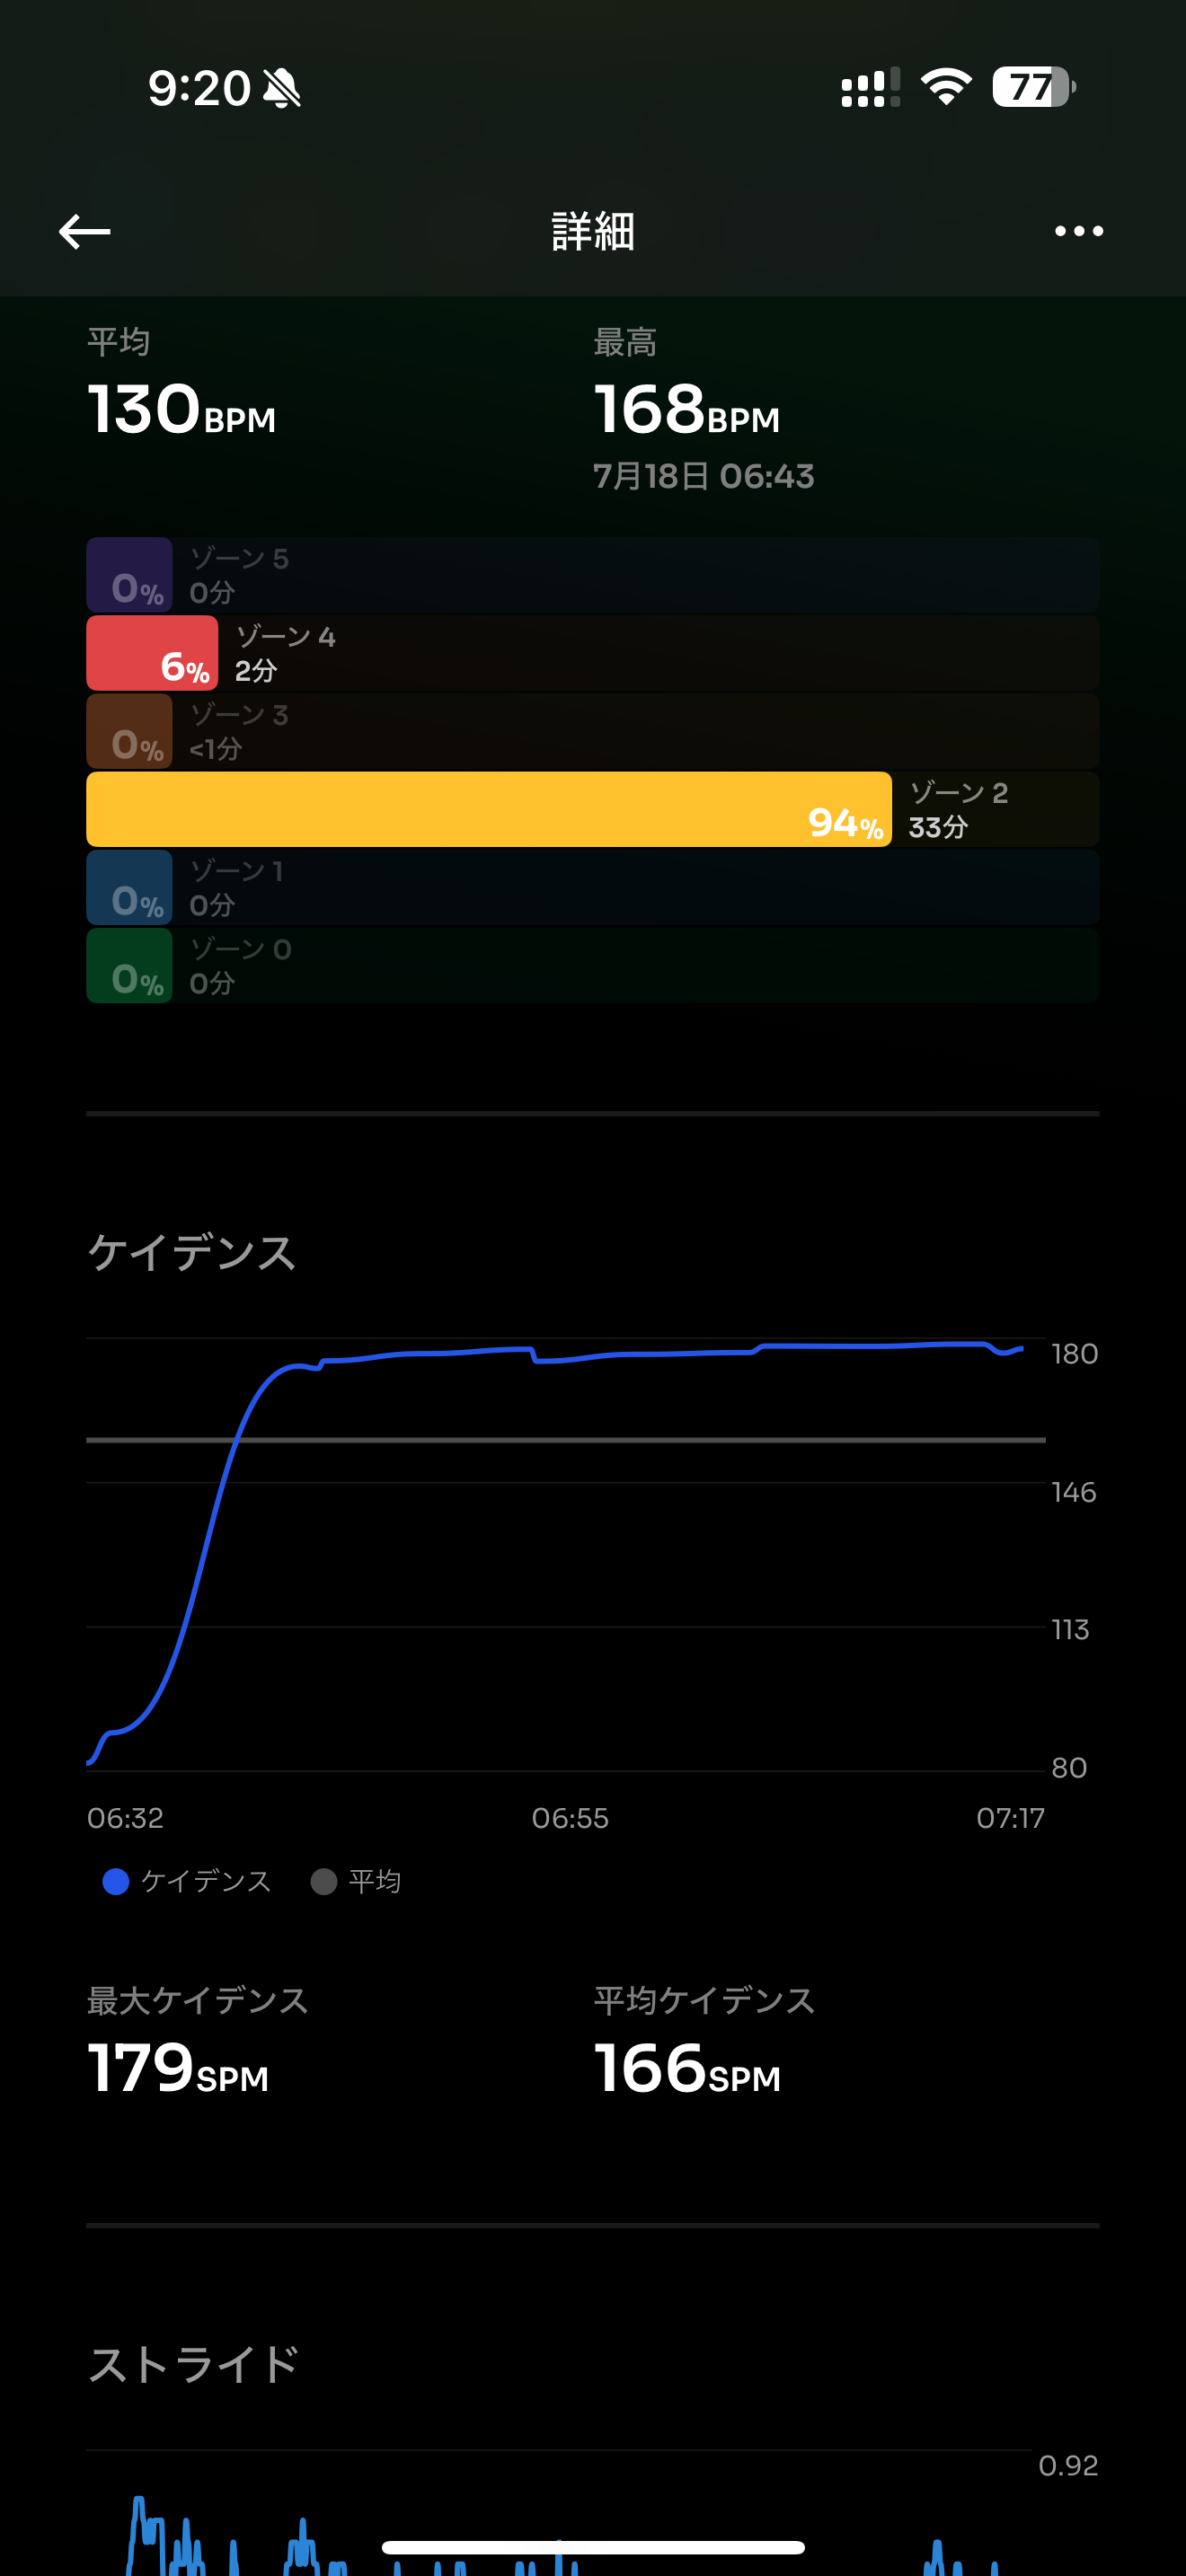 9:20
77
詳細
平均
最高
130BPM
168BPM
7月18日 06:43
0%
ゾーン 5
0分
6%
ゾーン 4
2分
0%
ゾーン 3
<1分
94%
ゾーン 2
33分
0%
ゾーン 1
0分
0%
ゾーン 0
0分
ケイデンス
180
146
113
80
06:32
06:55
07:17
ケイデンス
平均
最大ケイデンス
平均ケイデンス
179SPM
166SPM
ストライド
0.92